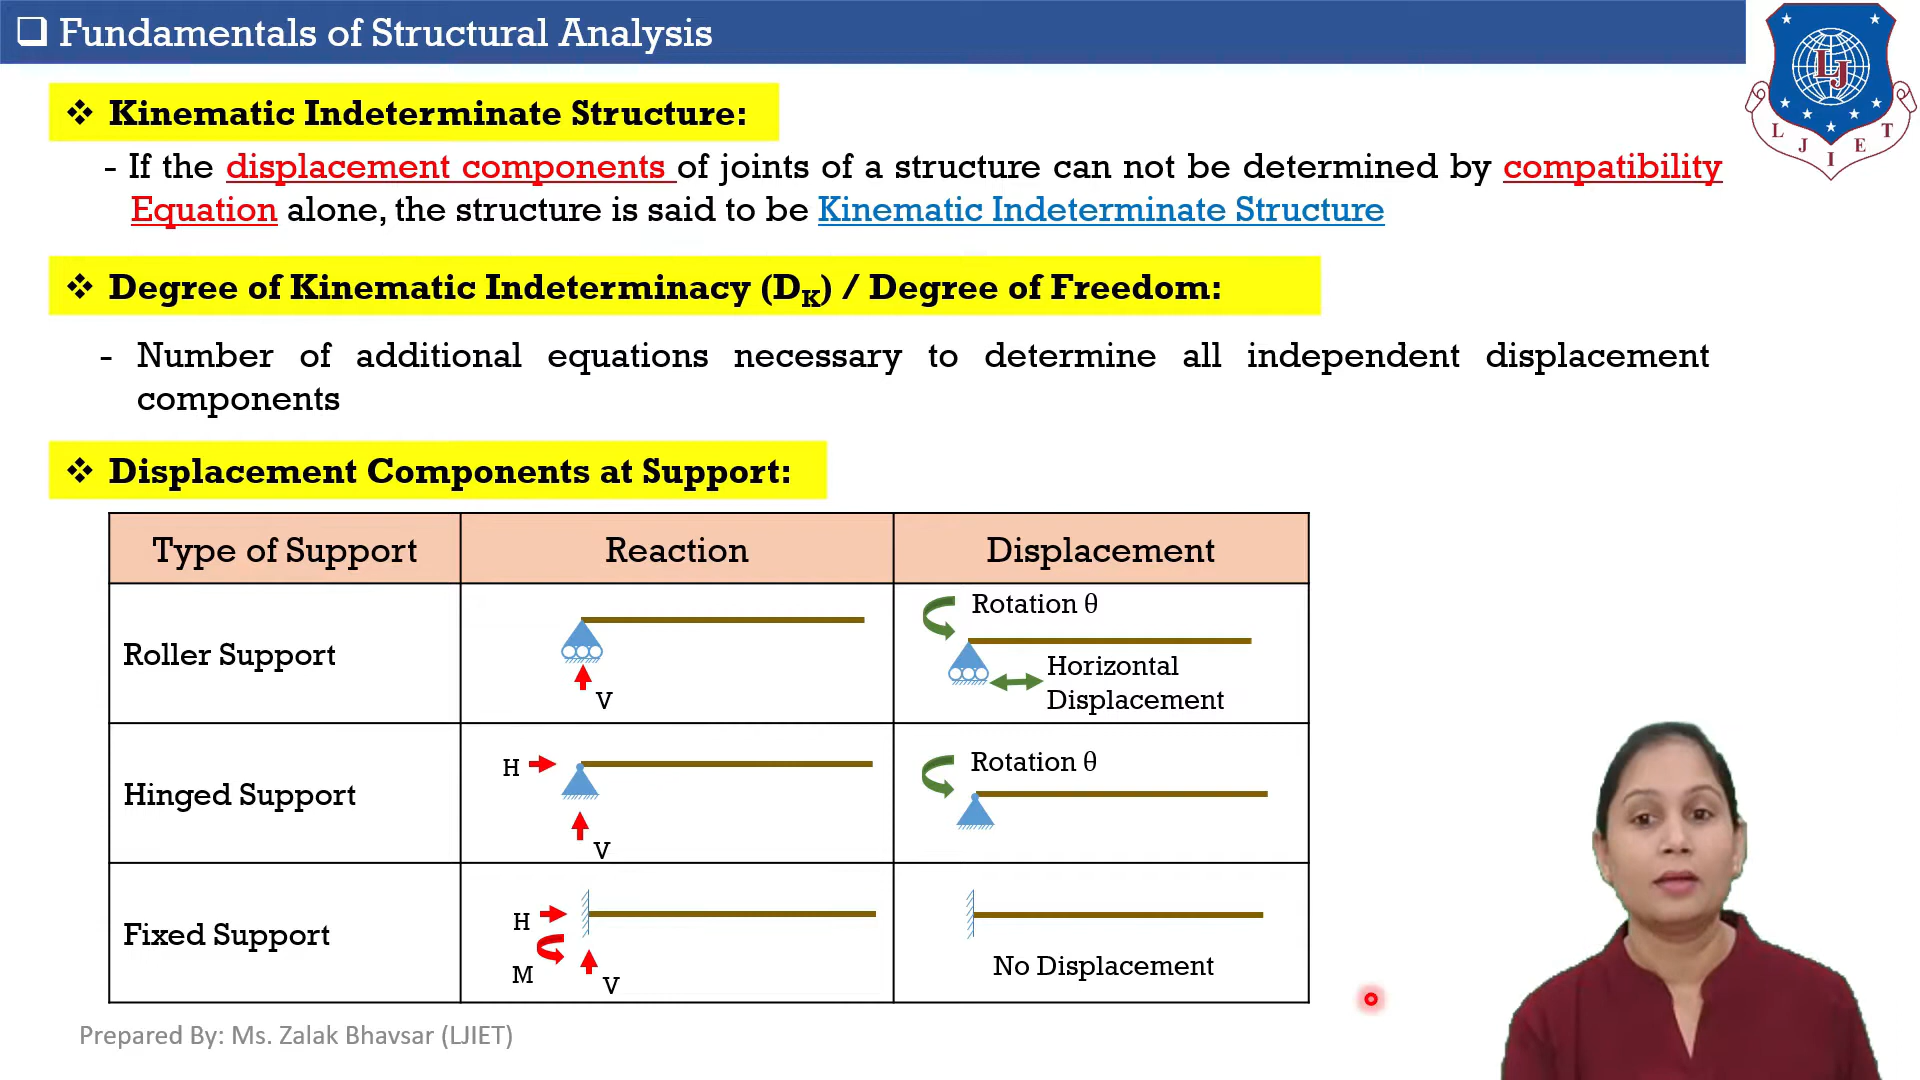 Fundamentals of Structural Analysis
LJ
L J I E T
Kinematic Indeterminate Structure:
- If the displacement components of joints of a structure can not be determined by compatibility
Equation alone, the structure is said to be Kinematic Indeterminate Structure
Degree of Kinematic Indeterminacy (DK) / Degree of Freedom:
- Number of additional equations necessary to determine all independent displacement
components
Displacement Components at Support:
Type of Support Reaction Displacement
Roller Support
V
Rotation θ
Horizontal
Displacement
Hinged Support
H
V
Rotation θ
Fixed Support
H
M
V
No Displacement
Prepared By: Ms. Zalak Bhavsar (LJIET)